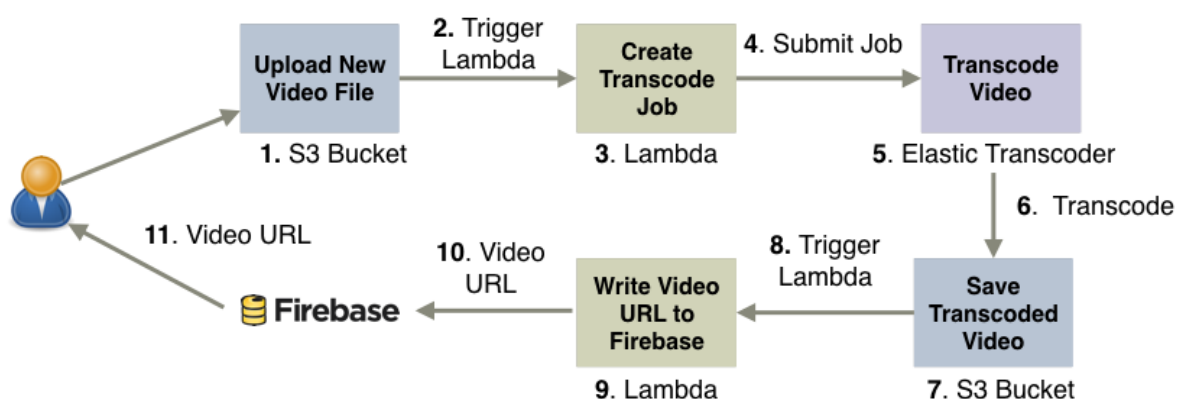 2. Trigger
Lambda
Upload New
Video File
1. S3 Bucket
Create
Transcode
Job
3. Lambda
4. Submit Job
Transcode
Video
5. Elastic Transcoder
6. Transcode
Save
Transcoded
Video
7. S3 Bucket
8. Trigger
Lambda
Write Video
URL to
Firebase
9. Lambda
10. Video
URL
Firebase
11. Video URL